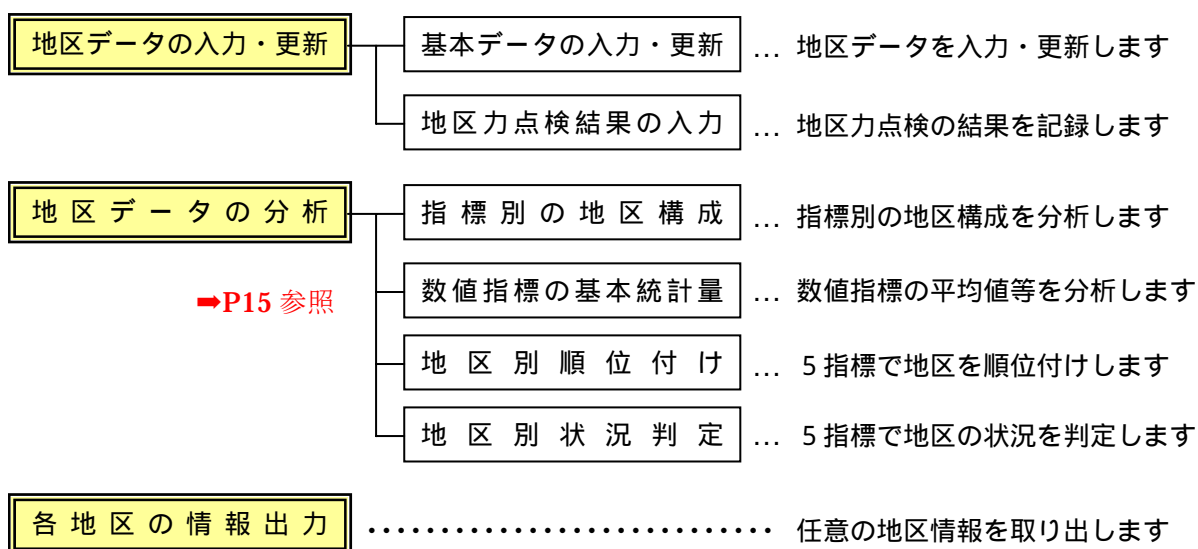 地区データの入力・更新 基本データの入力・更新 … 地区データを入力・更新します
地区力点検結果の入力 … 地区力点検の結果を記録します
地区データの分析 指標別の地区構成 … 指標別の地区構成を分析します
➡P15 参照 数値指標の基本統計量 … 数値指標の平均値等を分析します
地区別順位付け … 5指標で地区を順位付けします
地区別状況判定 … 5指標で地区の状況を判定します
各地区の情報出力 ････････････････････････････ 任意の地区情報を取り出します